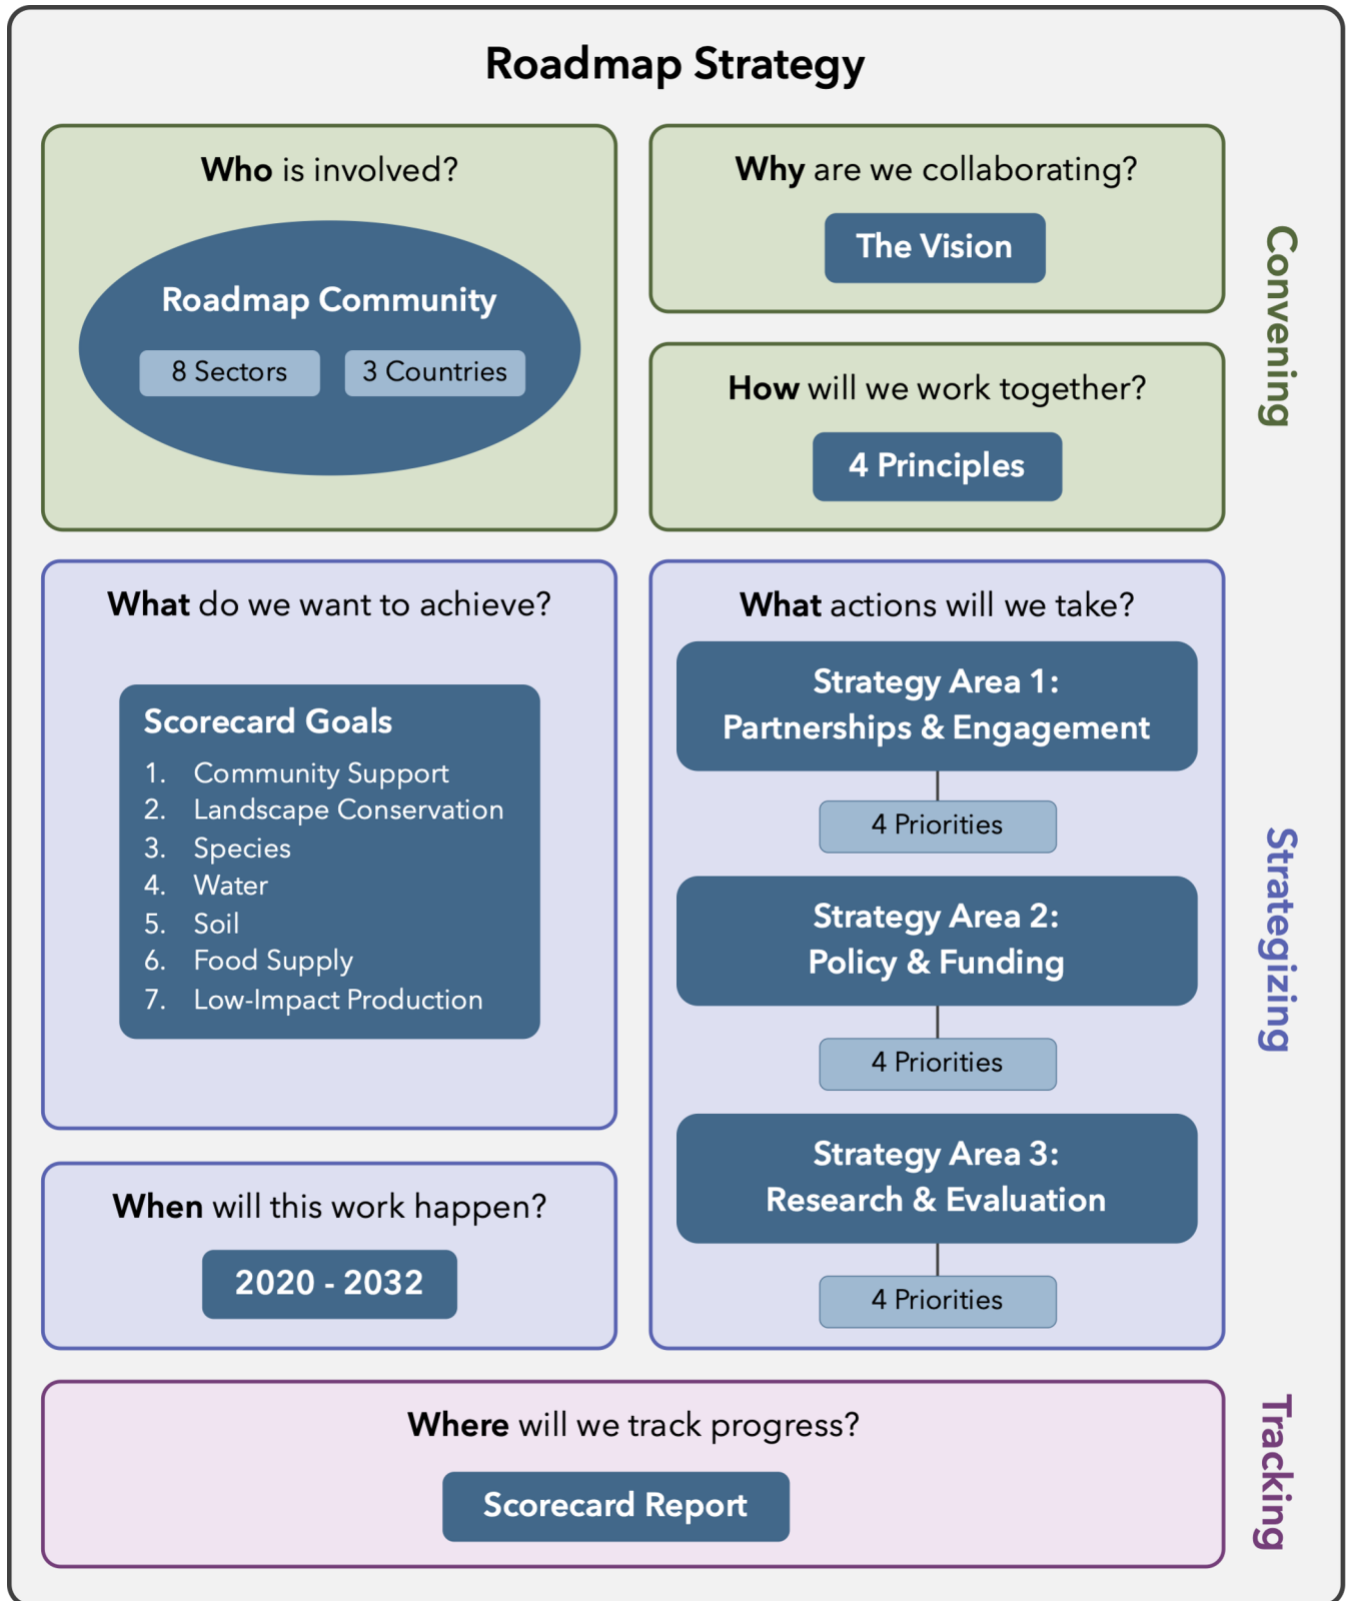 Roadmap Strategy
Who is involved?
Roadmap Community
8 Sectors
3 Countries
Why are we collaborating?
The Vision
How will we work together?
4 Principles
Convening
What do we want to achieve?
Scorecard Goals
1. Community Support
2. Landscape Conservation
3. Species
4. Water
5. Soil
6. Food Supply
7. Low-Impact Production
When will this work happen?
2020 - 2032
What actions will we take?
Strategy Area 1:
Partnerships & Engagement
4 Priorities
Strategy Area 2:
Policy & Funding
4 Priorities
Strategy Area 3:
Research & Evaluation
4 Priorities
Strategizing
Where will we track progress?
Scorecard Report
Tracking